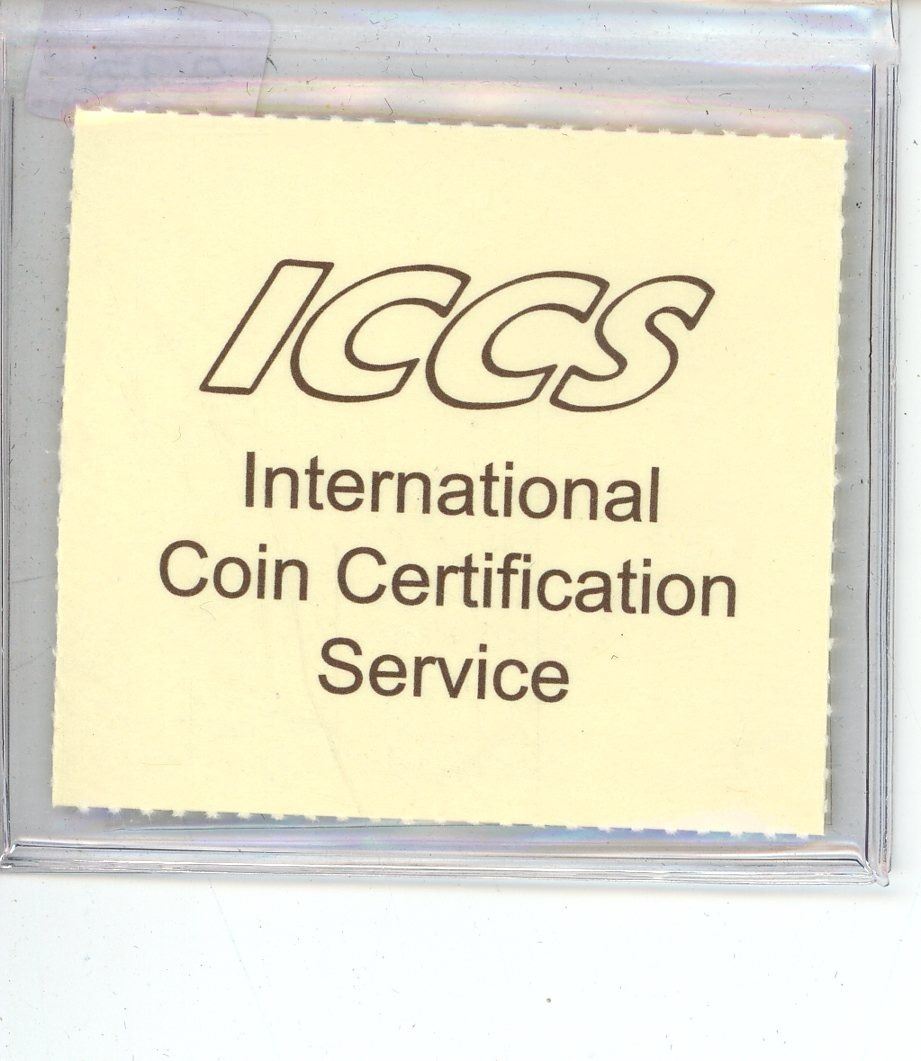 ICCS
International
Coin Certification
Service